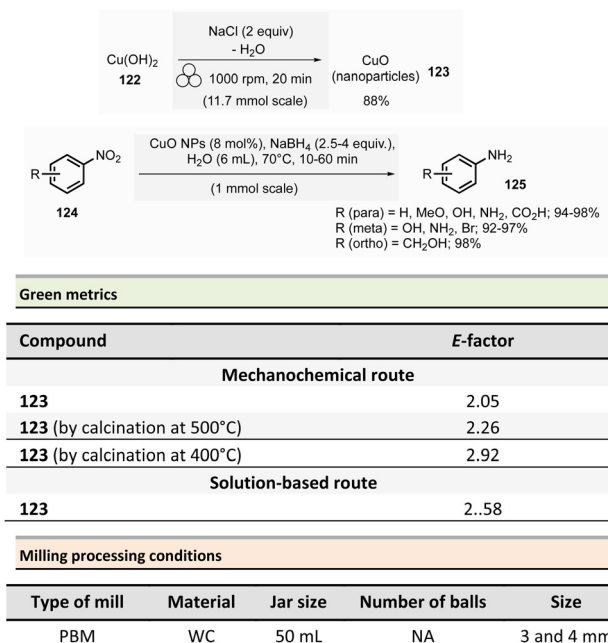 NaCl (2 equiv)
- H₂O
Cu(OH)₂
122
1000 rpm, 20 min
(11.7 mmol scale)
CuO
(nanoparticles)
123
88%
CuO NPs (8 mol%), NaBH₄ (2.5-4 equiv.),
H₂O (6 mL), 70°C, 10-60 min
(1 mmol scale)
R
NO₂
124
R
NH₂
125
R (para) = H, MeO, OH, NH₂, CO₂H; 94-98%
R (meta) = OH, NH₂, Br; 92-97%
R (ortho) = CH₂OH; 98%
Green metrics
Compound E-factor
Mechanochemical route
123 2.05
123 (by calcination at 500°C) 2.26
123 (by calcination at 400°C) 2.92
Solution-based route
123 2..58
Milling processing conditions
Type of mill Material Jar size Number of balls Size
PBM WC 50 mL NA 3 and 4 mm